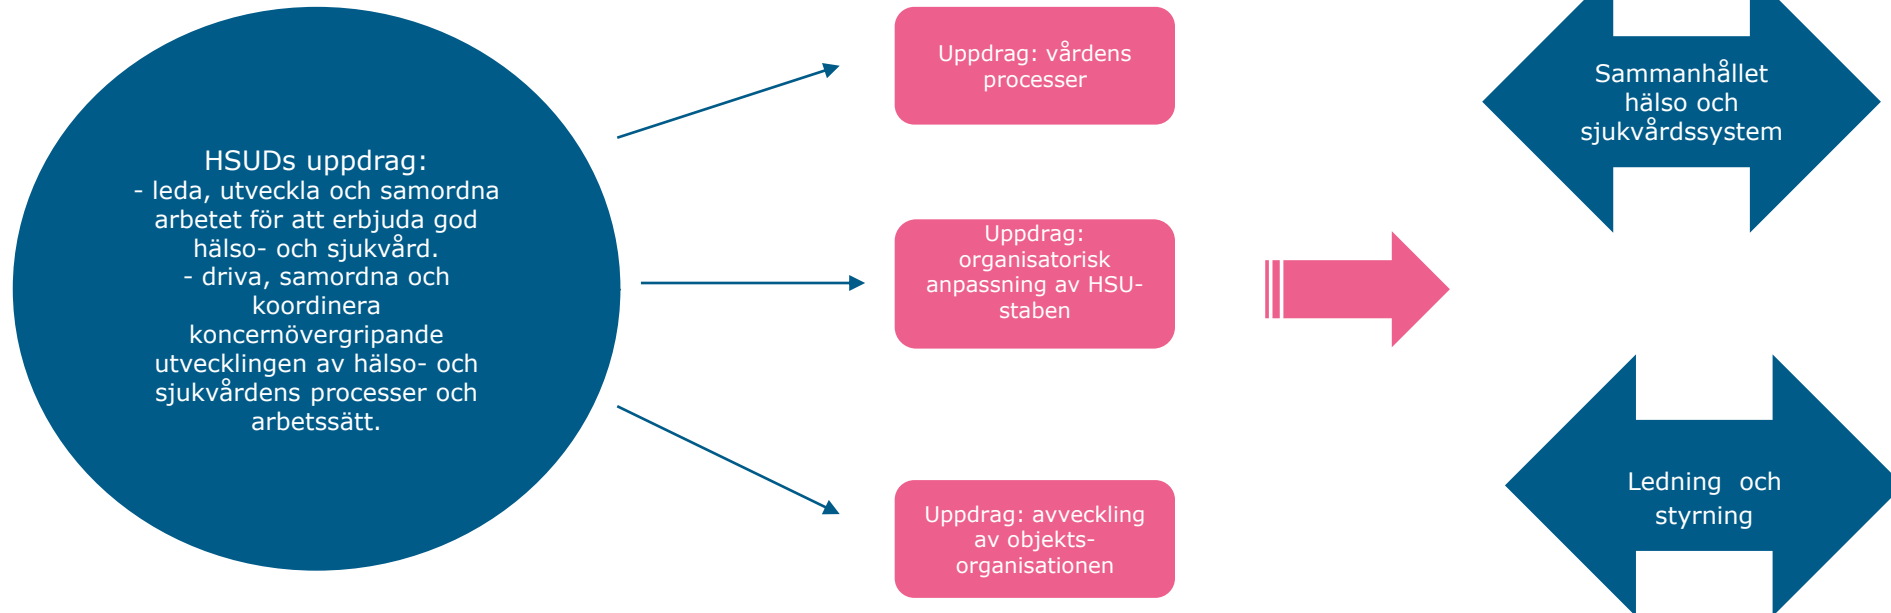 HSUDs uppdrag:
- leda, utveckla och samordna
arbetet för att erbjuda god
hälso- och sjukvård.
- driva, samordna och
koordinera
koncernövergripande
utvecklingen av hälso- och
sjukvårdens processer och
arbetssätt.
Uppdrag: vårdens
processer
Uppdrag:
organisatorisk
anpassning av HSU-
staben
Uppdrag: avveckling
av objekts-
organisationen
Sammanhållet
hälso och
sjukvårdssystem
Ledning  och
styrning